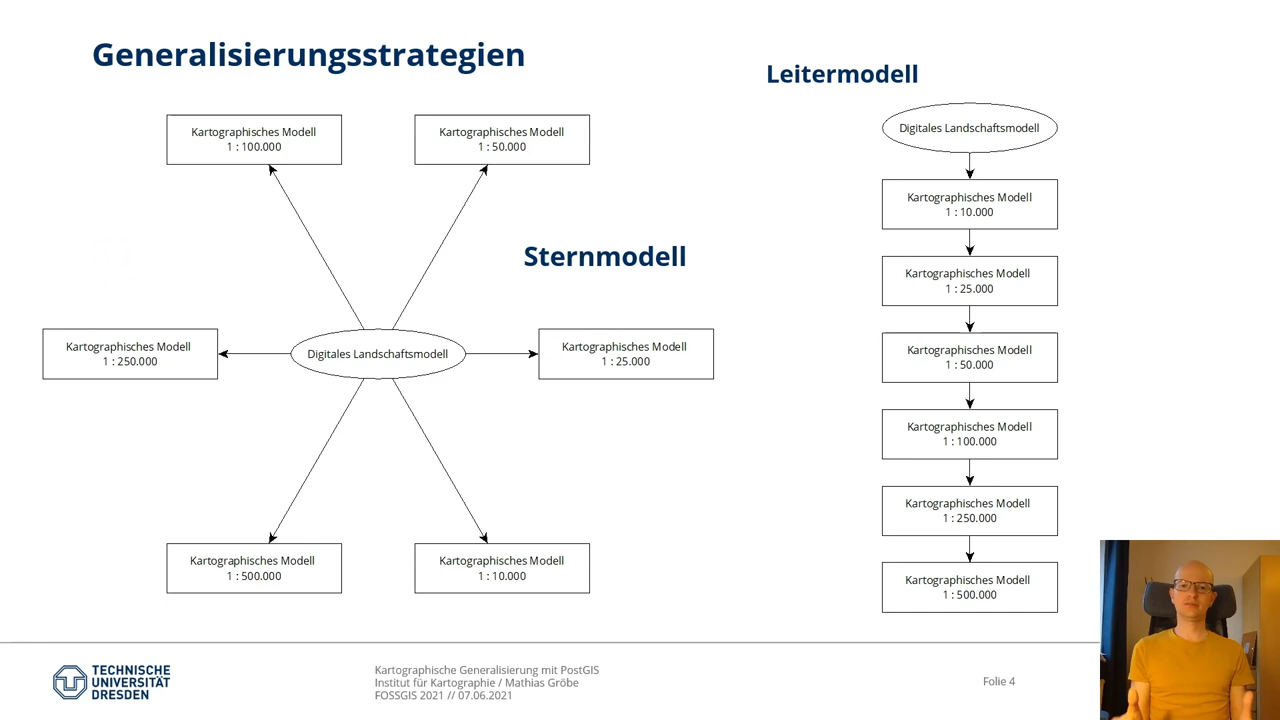 Generalisierungsstrategien
Leitermodell
Kartographisches Modell
1 : 100.000
Kartographisches Modell
1 : 50.000
Sternmodell
Kartographisches Modell
1 : 250.000
Digitales Landschaftsmodell
Kartographisches Modell
1 : 25.000
Kartographisches Modell
1 : 500.000
Kartographisches Modell
1 : 10.000
Digitales Landschaftsmodell
Kartographisches Modell
1 : 10.000
Kartographisches Modell
1 : 25.000
Kartographisches Modell
1 : 50.000
Kartographisches Modell
1 : 100.000
Kartographisches Modell
1 : 250.000
Kartographisches Modell
1 : 500.000
TECHNISCHE
UNIVERSITÄT
DRESDEN
Kartographische Generalisierung mit PostGIS
Institut für Kartographie / Mathias Gröbe
FOSSGIS 2021 // 07.06.2021
Folie 4